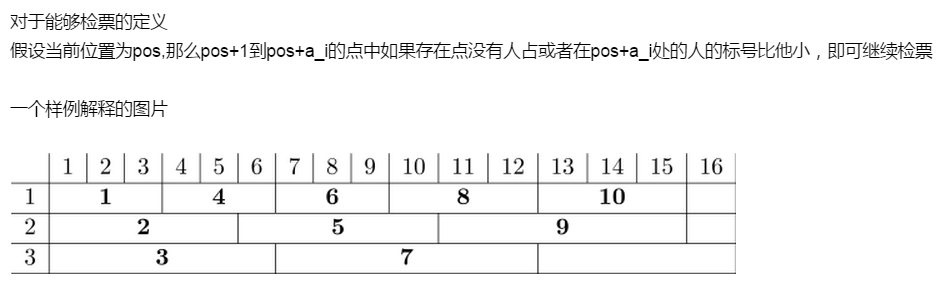 对于能够检票的定义
假设当前位置为pos,那么pos+1到pos+a_i的点中如果存在点没有人占或者在pos+a_i处的人的标号比他小，即可继续检票
一个样例解释的图片
1 2 3 4 5 6 7 8 9 10 11 12 13 14 15 16
1 1 4 6 8 10
2 2 5 9
3 3 7